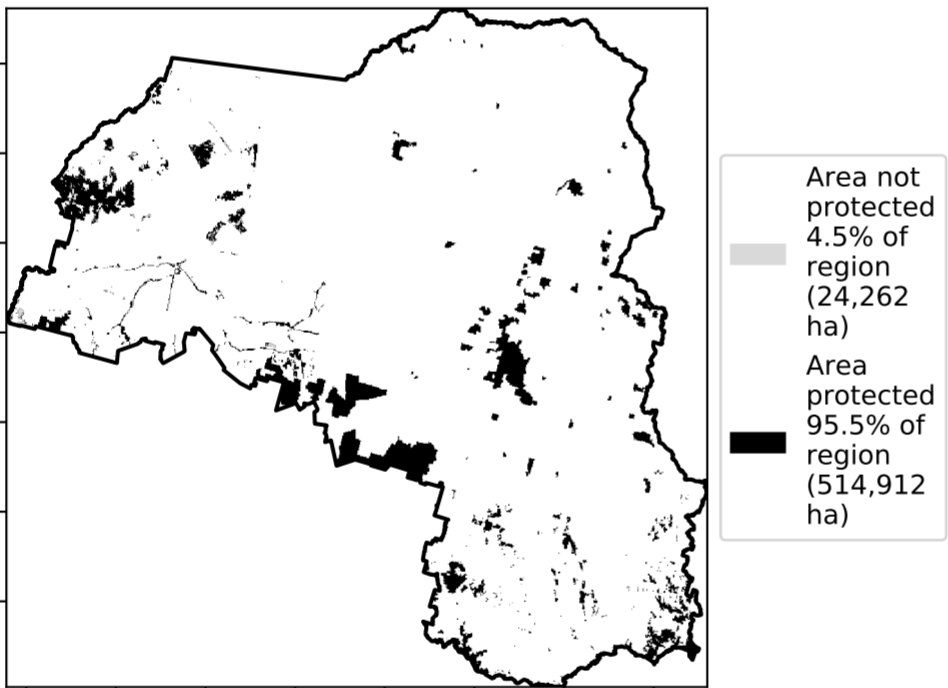 Area not
protected
4.5% of
region
(24,262
ha)
Area
protected
95.5% of
region
(514,912
ha)